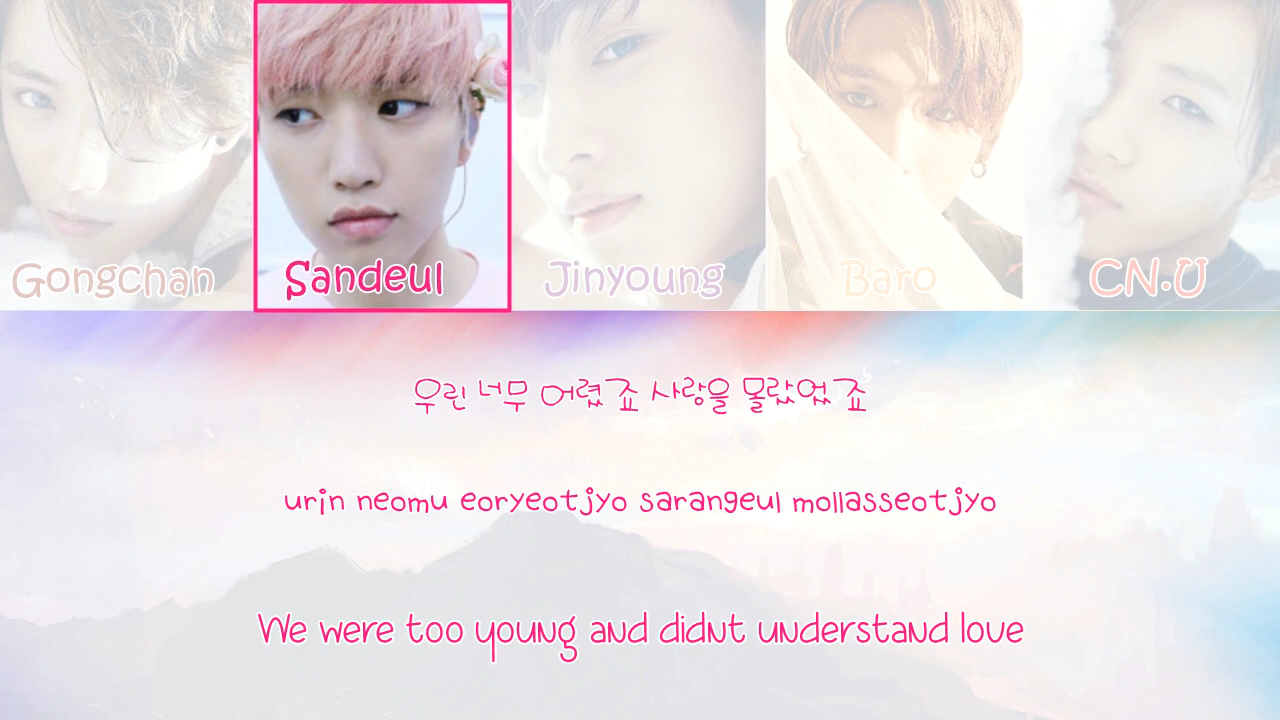 Gongchan Sandeul Jinyoung Baro CN.U
우린 너무 어렸죠 사랑을 몰랐었죠
urin neomu eoryeotjyo sarangeul mollasseotjyo
We were too young and didnt understand love